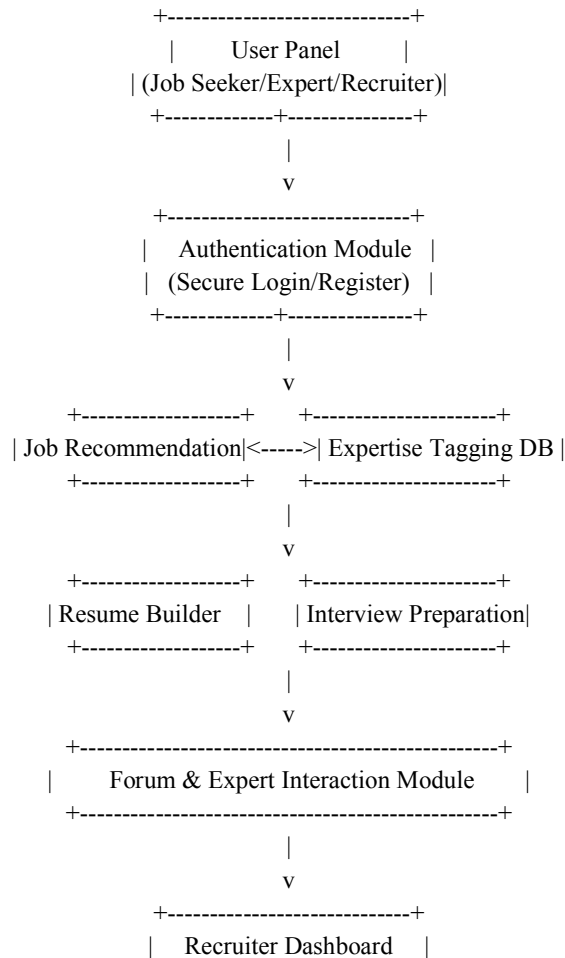 +-----------------------------+
| User Panel |
| (Job Seeker/Expert/Recruiter)|
+-------------+---------------+
|
v
+-----------------------------+
| Authentication Module |
| (Secure Login/Register) |
+-------------+---------------+
|
v
+-------------------+ +----------------------+
| Job Recommendation|<----->| Expertise Tagging DB |
+-------------------+ +----------------------+
|
v
+-------------------+ +----------------------+
| Resume Builder | | Interview Preparation|
+-------------------+ +----------------------+
|
v
+--------------------------------------------------+
| Forum & Expert Interaction Module |
+--------------------------------------------------+
|
v
+-----------------------------+
| Recruiter Dashboard |